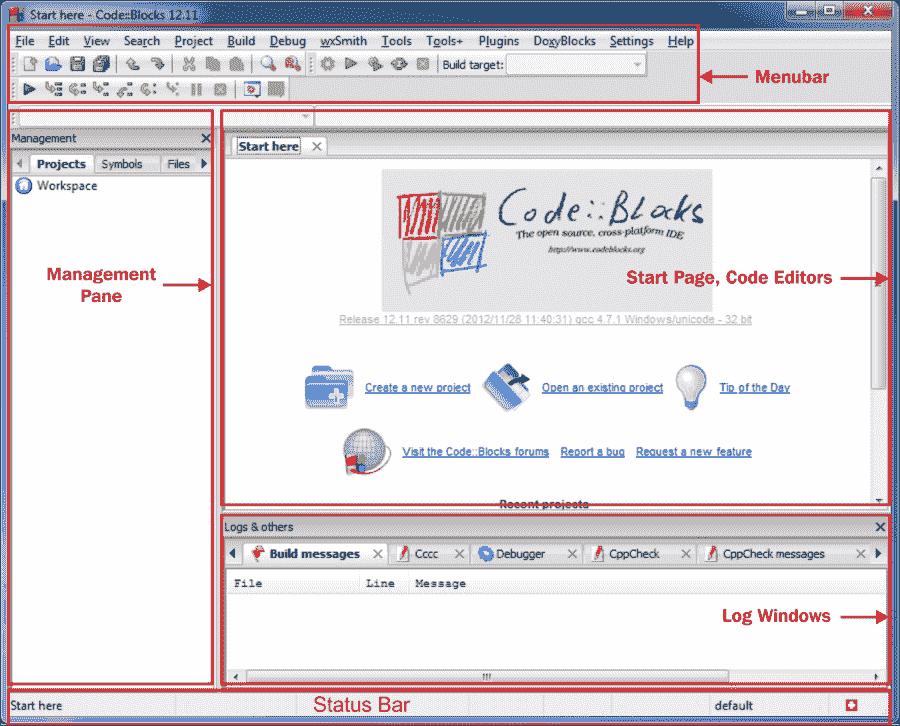 Start here - Code::Blocks 12.11
File Edit View Search Project Build Debug wxSmith Tools Tools+ Plugins DoxyBlocks Settings Help
Build target:
Menubar
Management
Start here
Projects Symbols Files
Workspace
Code::Blocks
The open source, cross-platform IDE
http://www.codeblocks.org
Management
Pane
Start Page, Code Editors
Release 12.11 rev 8629 (2012/11/28 11:40:31) gcc 4.7.1 Windows/unicode - 32 bit
Create a new project Open an existing project Tip of the Day
Visit the Code::Blocks forums Report a bug Request a new feature
Recent projects
Logs & others
Build messages Cccc Debugger CppCheck CppCheck messages
File Line Message
Log Windows
Start here Status Bar default